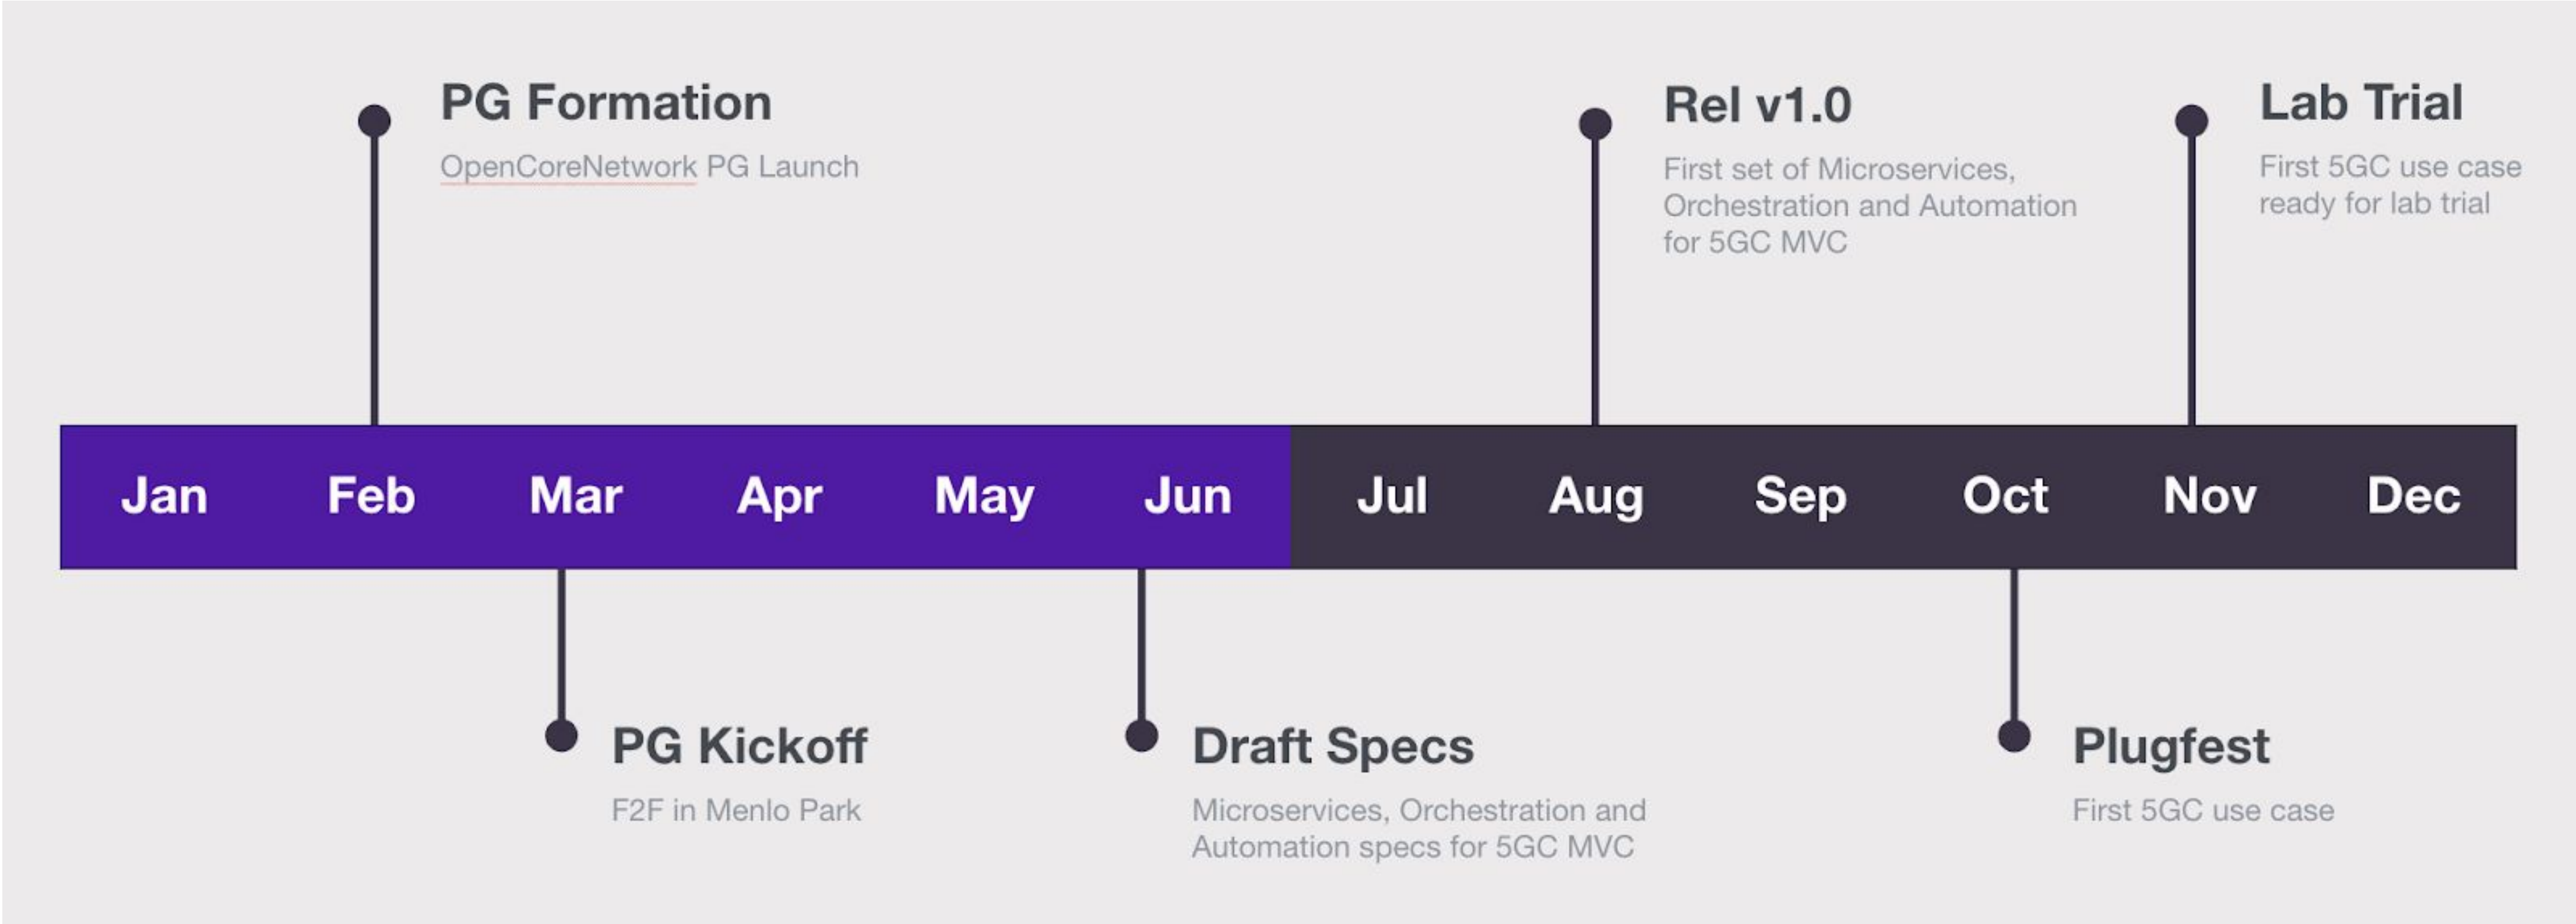 PG Formation
OpenCoreNetwork PG Launch
Rel v1.0
First set of Microservices,
Orchestration and Automation
for 5GC MVC
Lab Trial
First 5GC use case
ready for lab trial
Jan Feb Mar Apr May Jun Jul Aug Sep Oct Nov Dec
PG Kickoff
F2F in Menlo Park
Draft Specs
Microservices, Orchestration and
Automation specs for 5GC MVC
Plugfest
First 5GC use case